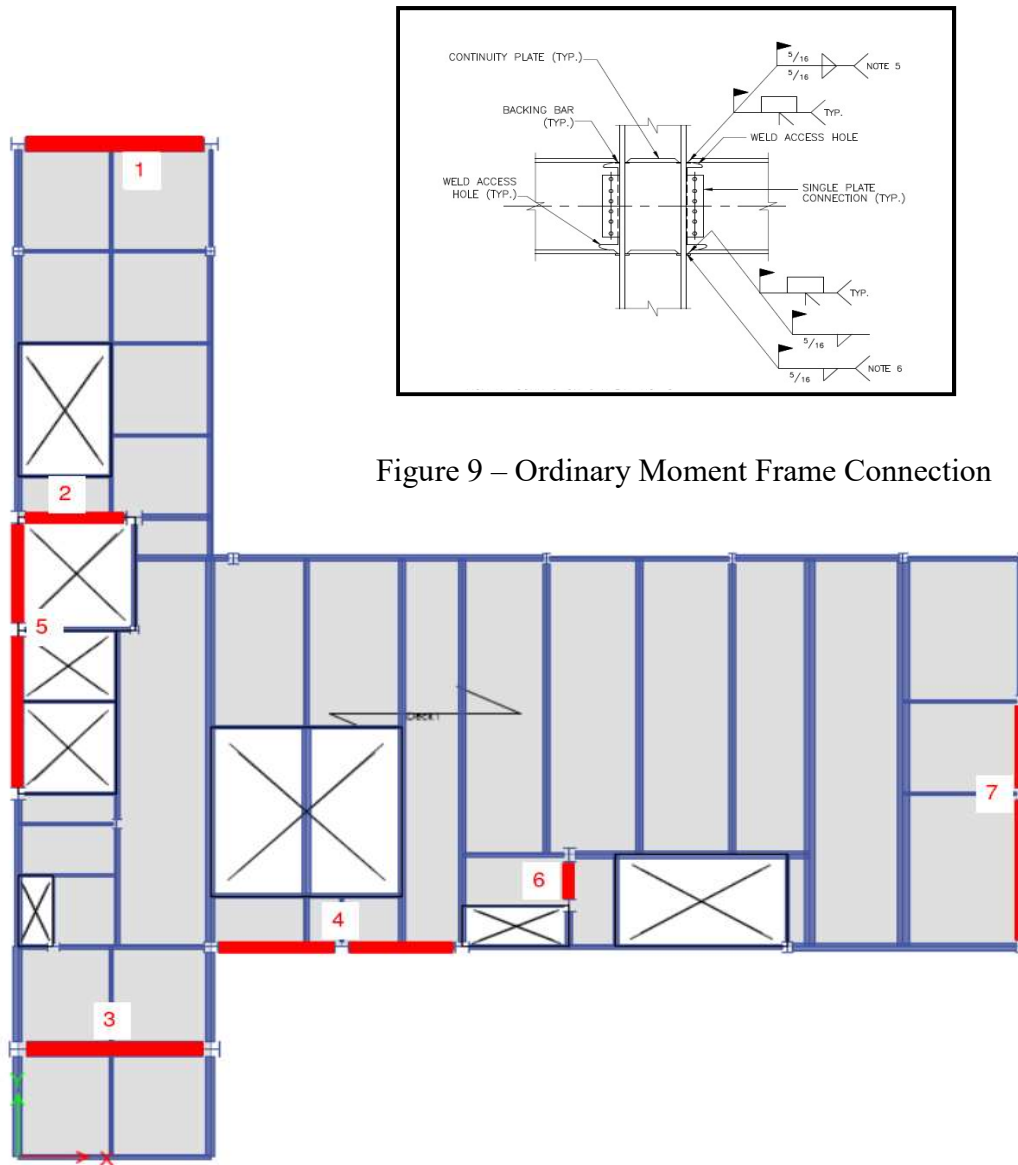 CONTINUITY PLATE (TYP.)
5/16
5/16
NOTE 5
BACKING BAR
(TYP.)
TYP.
WELD ACCESS HOLE
WELD ACCESS
HOLE (TYP.)
SINGLE PLATE
CONNECTION (TYP.)
TYP.
5/16
5/16
NOTE 6
Figure 9 – Ordinary Moment Frame Connection
1
2
5
7
6
4
3
Y
X